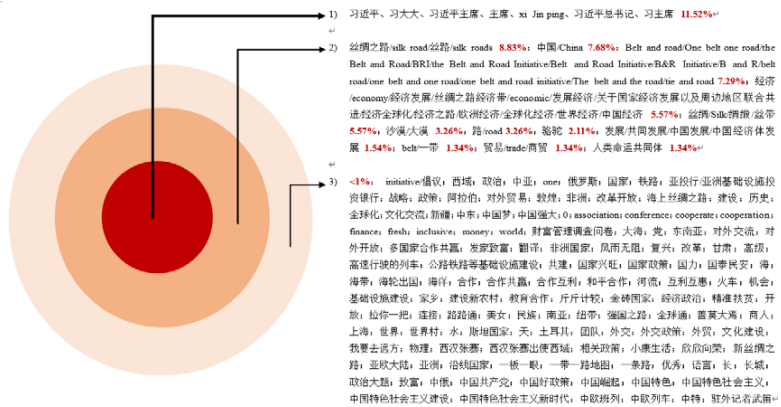 1) 习近平、习大大、习近平主席、主席、xi Jin ping、习近平总书记、习主席 11.52%
2) 丝绸之路/silk road/丝路/silk roads 8.83%；中国/China 7.68%；Belt and road/One belt one road/the
Belt and Road/BRI/the Belt and Road Initiative/Belt and Road Initiative/B&R Initiative/B and R/belt
road/one belt and one road/one belt and road initiative/The belt and the road/tie and road 7.29%；经济
/economy/经济发展/丝绸之路经济带/economic/发展经济/关于国家经济发展以及周边地区联合共
进/经济全球化/经济之路/欧洲经济/全球化经济/世界经济/中国经济 5.57%；丝绸/Silk/绸缎/丝带
5.57%；沙漠/大漠 3.26%；路/road 3.26%；骆驼 2.11%；发展/共同发展/中国发展/中国经济体发
展 1.54%；belt/一带 1.34%；贸易/trade/商贸 1.34%；人类命运共同体 1.34%
3) <1%： initiative/倡议；西域；政治；中亚；one；俄罗斯；国家；铁路；亚投行/亚洲基础设施投
资银行；战略；政策；阿拉伯；对外贸易；敦煌；非洲；改革开放；海上丝绸之路；建设；历史；
全球化；文化交流；新疆；中东；中国梦；中国强大；0；association；conference；cooperate；cooperation；
finance；fresh；inclusive；money；world；财富管理调查问卷；大海；党；东南亚；对外交流；对
外开放；多国家合作共赢；发家致富；翻译；非洲国家；风雨无阻；复兴；改革；甘肃；高级；
高速行驶的列车；公路铁路等基础设施建设；共建；国家兴旺；国家政策；国力；国泰民安；海；
海带；海轮出国；海洋；合作；合作共赢；合作互利；和平合作；河流；互利互惠；火车；机会；
基础设施建设；家乡；建设新农村；教育合作；斤斤计较；金砖国家；经济政治；精准扶贫；开
放；拉你一把；连接；路路通；美女；民族；南亚；纽带；强国之路；全球通；善莫大焉；商人；
上海；世界；世界村；水；斯坦国家；天；土耳其；团队；外交；外交政策；外贸；文化建设；
我要去远方；物理；西汉张骞；西汉张骞出使西域；相关政策；小康生活；欣欣向荣；新丝绸之
路；亚欧大陆；亚洲；沿线国家；一板一眼；一带一路地图；一条路；优秀；语言；长；长城；
政治大题；致富；中俄；中国共产党；中国好政策；中国崛起；中国特色；中国特色社会主义；
中国特色社会主义建设；中国特色社会主义新时代；中欧班列；中欧列车；中特；驻外记者武笛